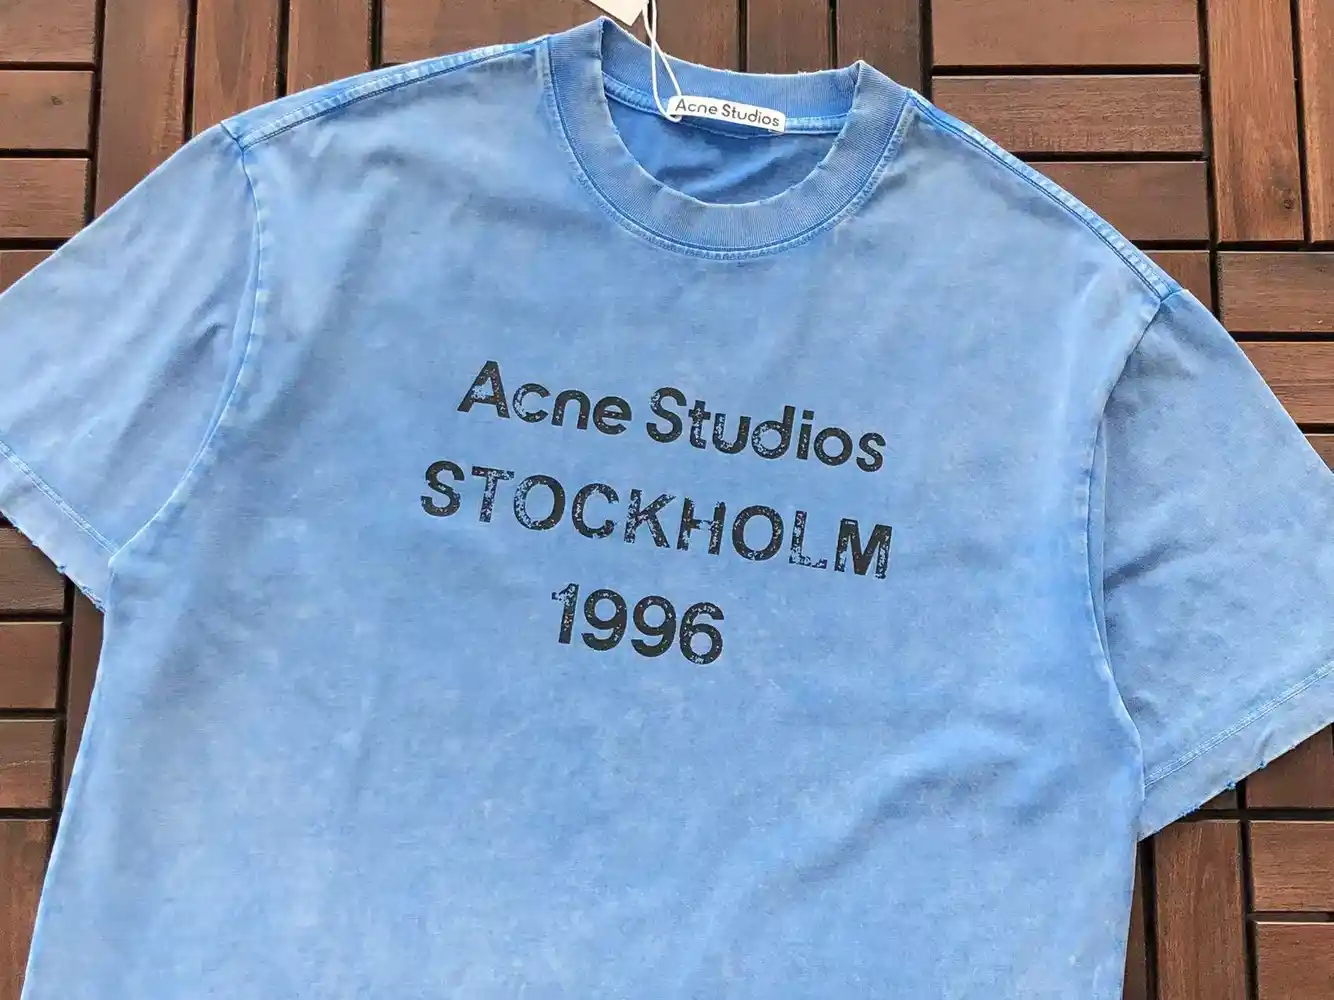 Acne Studios
Acne Studios
STOCKHOLM
1996